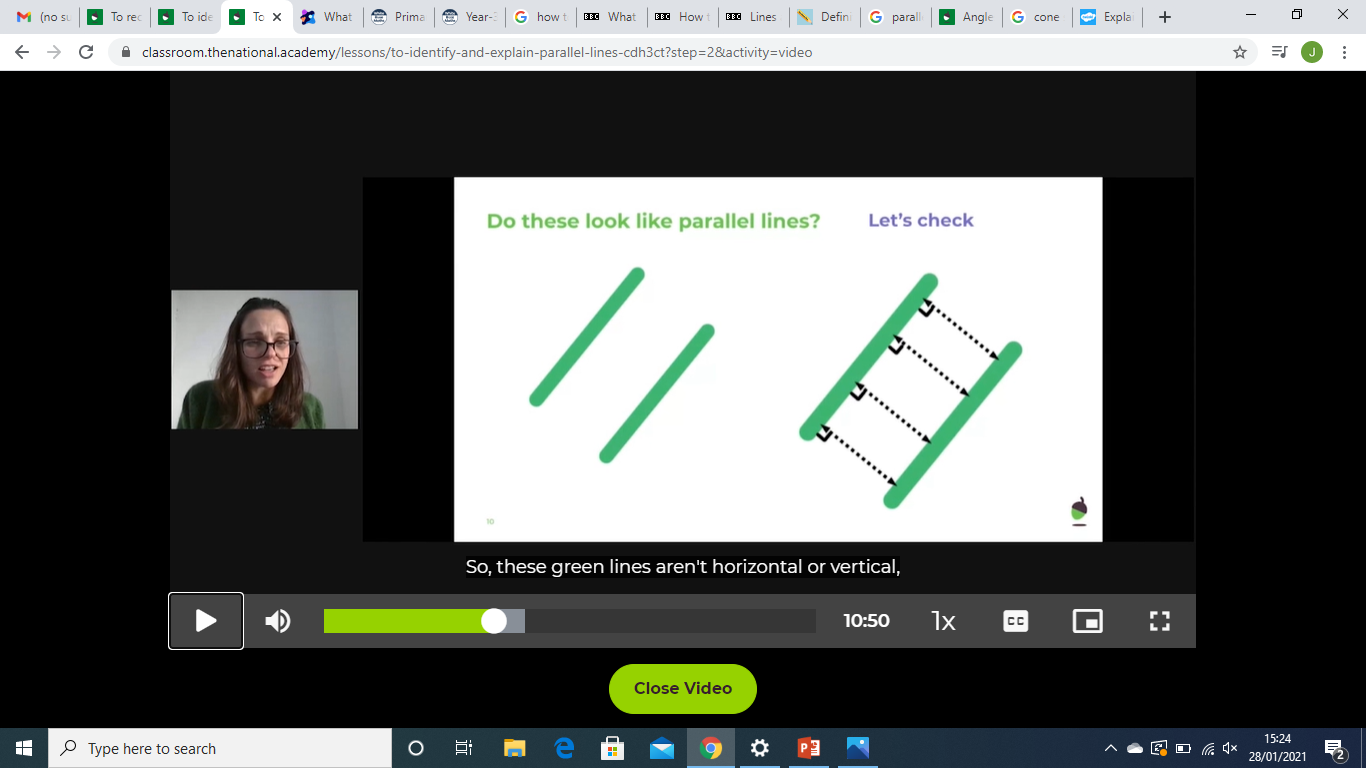 (no su
To rec
To ide
To
What
Prima
Year-3
how t
What
How t
Lines
Defini
parall
Angle
cone
Expla
classroom.thenational.academy/lessons/to-identify-and-explain-parallel-lines-cdh3ct?step=2&activity=video
J
Do these look like parallel lines?
Let's check
10
So, these green lines aren't horizontal or vertical,
10:50
1x
CC
Close Video
Type here to search
15:24
28/01/2021
2